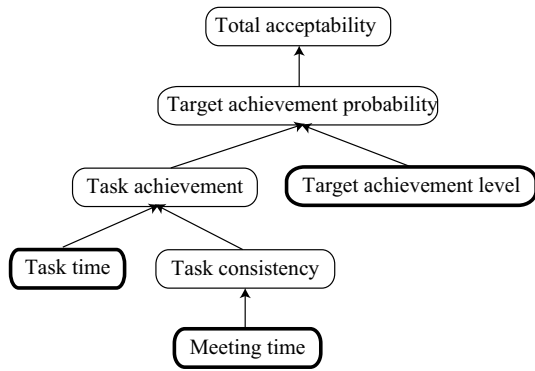 Total acceptability
Target achievement probability
Task achievement
Target achievement level
Task time
Task consistency
Meeting time